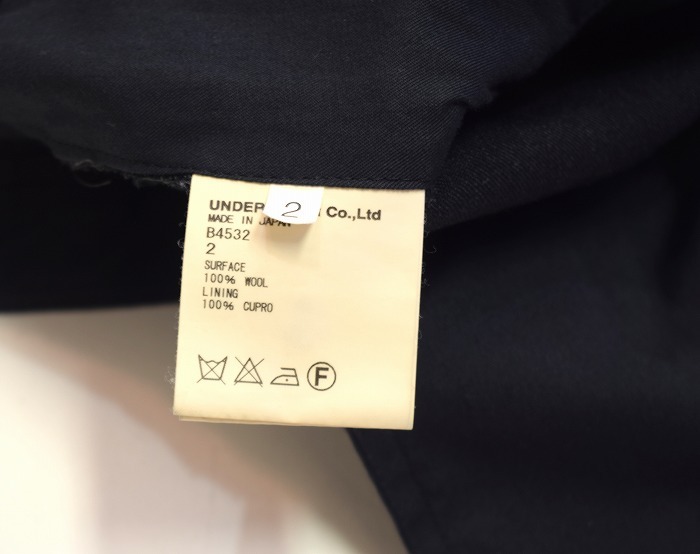 2
UNDER Co.,Ltd
MADE IN JAPAN
B4532
2
SURFACE
100% WOOL
LINING
100% CUPRO
F